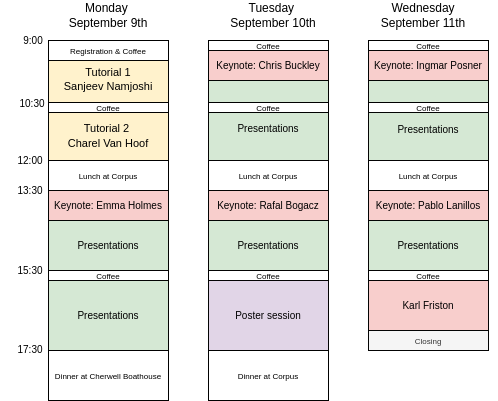 Monday
September 9th
Tuesday
September 10th
Wednesday
September 11th
9:00
10:30
12:00
13:30
15:30
17:30
Registration & Coffee
Tutorial 1
Sanjeev Namjoshi
Coffee
Tutorial 2
Charel Van Hoof
Lunch at Corpus
Keynote: Emma Holmes
Presentations
Coffee
Presentations
Dinner at Cherwell Boathouse
Coffee
Keynote: Chris Buckley
Coffee
Presentations
Lunch at Corpus
Keynote: Rafal Bogacz
Presentations
Coffee
Poster session
Dinner at Corpus
Coffee
Keynote: Ingmar Posner
Coffee
Presentations
Lunch at Corpus
Keynote: Pablo Lanillos
Presentations
Coffee
Karl Friston
Closing